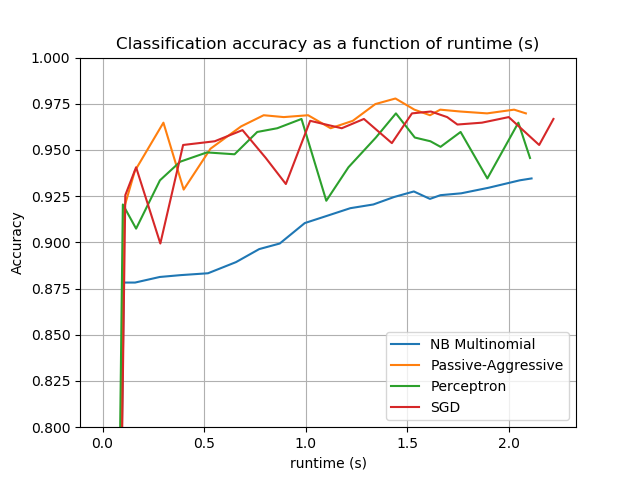 Classification accuracy as a function of runtime (s)
1.000
0.975
0.950
0.925
0.900
0.875
0.850
0.825
0.800
Accuracy
NB Multinomial
Passive-Aggressive
Perceptron
SGD
0.0 0.5 1.0 1.5 2.0
runtime (s)